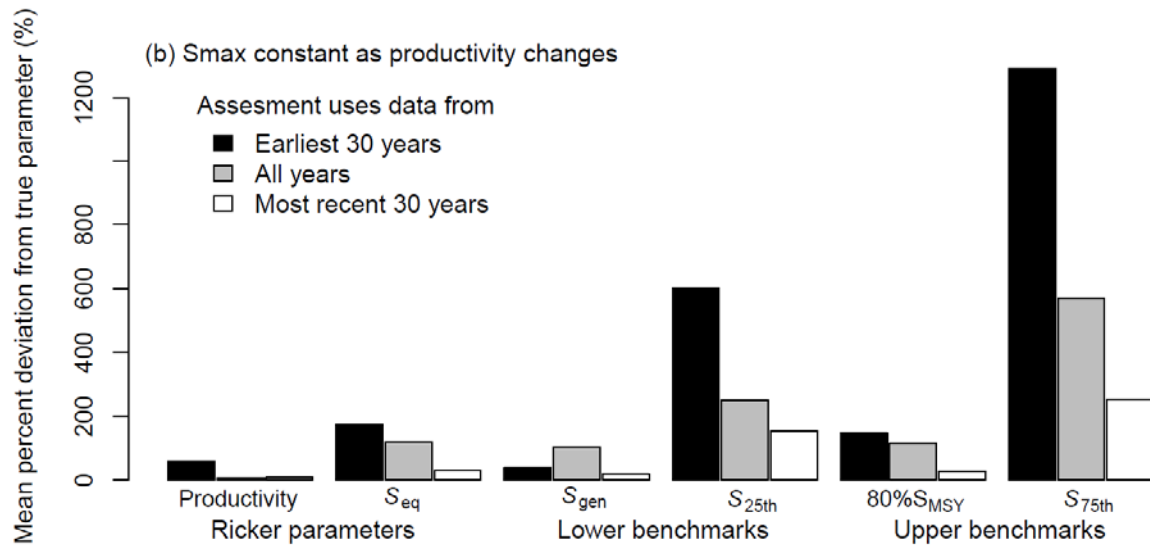 Mean percent deviation from true parameter (%)
(b) Smax constant as productivity changes
Assesment uses data from
Earliest 30 years
All years
Most recent 30 years
1200
800
600
400
200
0
Productivity Seq Sgen S25th 80%SMSY S75th
Ricker parameters Lower benchmarks Upper benchmarks